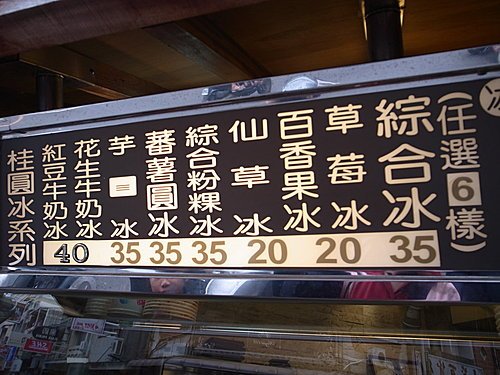 冰
綜合冰(任選6樣) 35
草莓冰 20
百香果冰
仙草冰 20
綜合粉粿冰 35
蕃薯圓冰 35
芋圓冰 35
花生牛奶冰
紅豆牛奶冰 40
桂圓冰系列